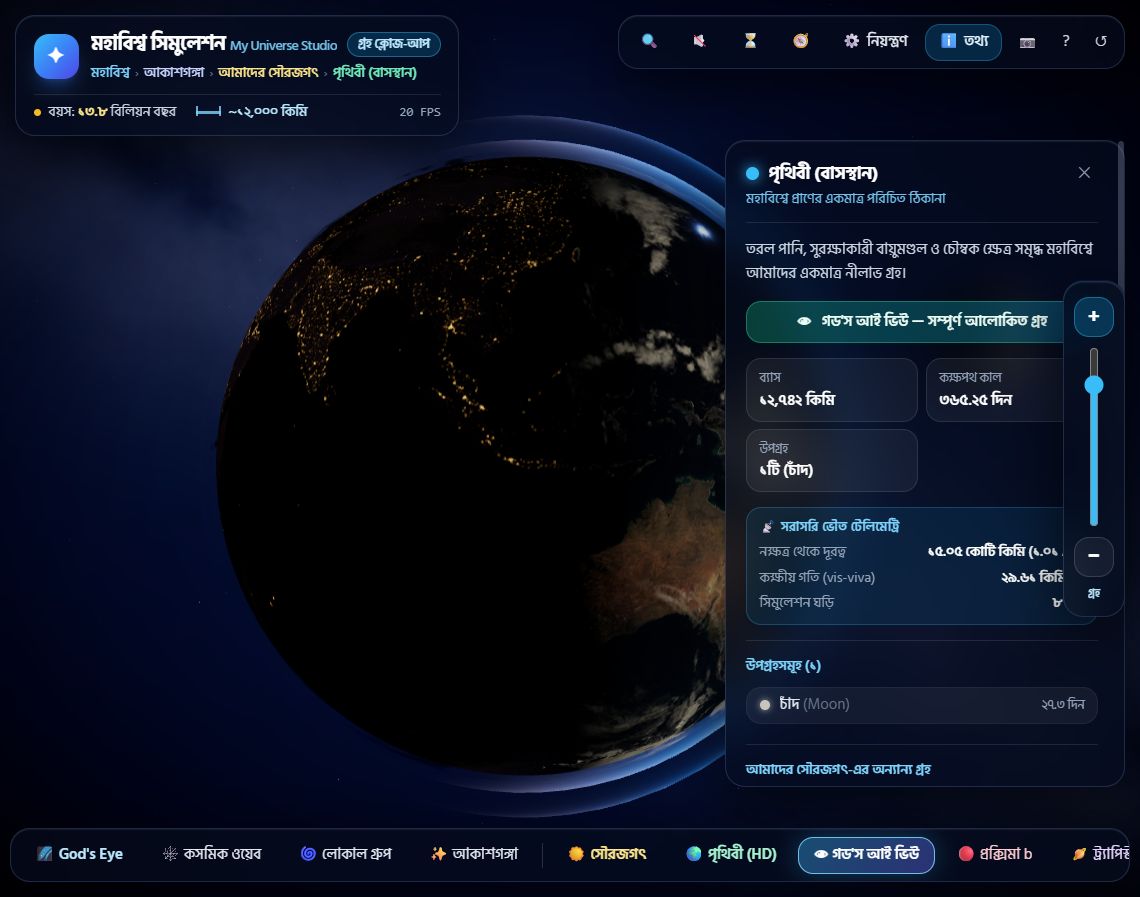 মহাবিশ্ব সিমুলেশন My Universe Studio গ্রহ ক্লোজ-আপ
মহাবিশ্ব › আকাশগঙ্গা › আমাদের সৌরজগৎ › পৃথিবী (বাসস্থান)
বয়স: ১৩.৮ বিলিয়ন বছর ~১২,০০০ কিমি 20 FPS
নিয়ন্ত্রণ তথ্য ?
পৃথিবী (বাসস্থান)
মহাবিশ্বে প্রাণের একমাত্র পরিচিত ঠিকানা
তরল পানি, সুরক্ষাকারী বায়ুমণ্ডল ও চৌম্বক ক্ষেত্র সমৃদ্ধ মহাবিশ্বে
আমাদের একমাত্র নীলাভ গ্রহ।
গড'স আই ভিউ — সম্পূর্ণ আলোকিত গ্রহ
ব্যাস
১২,৭৪২ কিমি
কক্ষপথ কাল
৩৬৫.২৫ দিন
উপগ্রহ
১টি (চাঁদ)
সরাসরি ভৌত টেলিমেট্রি
নক্ষত্র থেকে দূরত্ব ১৫.০৫ কোটি কিমি (১.০১
কক্ষীয় গতি (vis-viva) ২৯.৬১ কিমি
সিমুলেশন ঘড়ি ৮
+
−
গ্রহ
উপগ্রহসমূহ (১)
চাঁদ (Moon) ২৭.৩ দিন
আমাদের সৌরজগৎ-এর অন্যান্য গ্রহ
God's Eye কসমিক ওয়েব লোকাল গ্রুপ আকাশগঙ্গা সৌরজগৎ পৃথিবী (HD) গড'স আই ভিউ প্রক্সিমা b